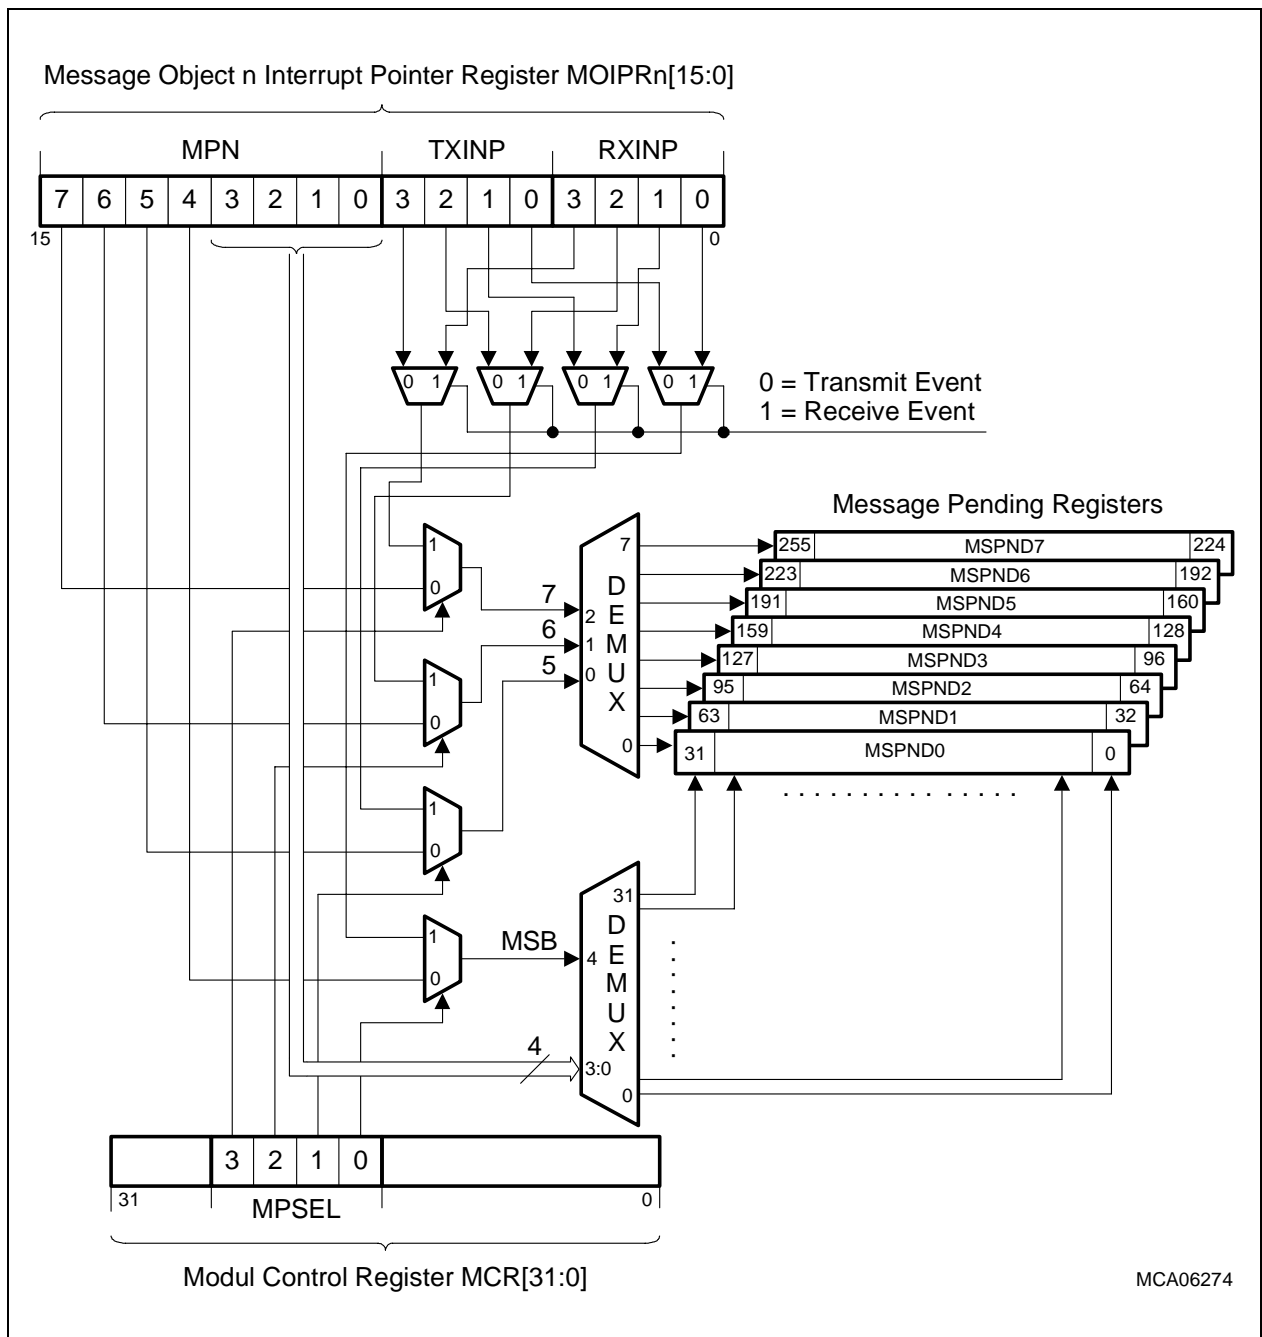 Message Object n Interrupt Pointer Register MOIPRn[15:0]
MPN TXINP RXINP
7 6 5 4 3 2 1 0 3 2 1 0 3 2 1 0
15 0
0 1 0 1 0 1 0 1
0 = Transmit Event
1 = Receive Event
Message Pending Registers
255 MSPND7 224
223 MSPND6 192
191 MSPND5 160
159 MSPND4 128
127 MSPND3 96
95 MSPND2 64
63 MSPND1 32
31 MSPND0 0
1
0
7
6
5
1
0
7
2
1
0
DEMUX
0
1
0
1
0
MSB
31
4
DEMUX
4
3:0
0
3 2 1 0
31 0
MPSEL
Modul Control Register MCR[31:0]
MCA06274